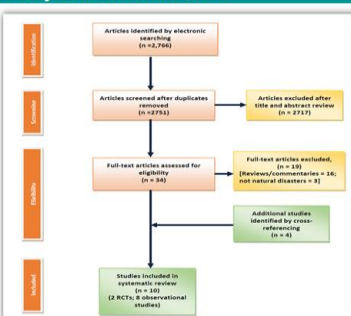 Identification
Articles identified by electronic
searching
(n =2,766)
Screening
Articles screened after duplicates
removed
(n =2751)
Articles excluded after
title and abstract review
(n = 2717)
Eligibility
Full-text articles assessed for
eligibility
(n = 34)
Full-text articles excluded,
(n = 19)
[Reviews/commentaries = 16;
not natural disasters = 3]
Additional studies
identified by cross-
referencing
(n = 4)
Included
Studies included in
systematic review
(n = 10)
(2 RCTs; 8 observational
studies)